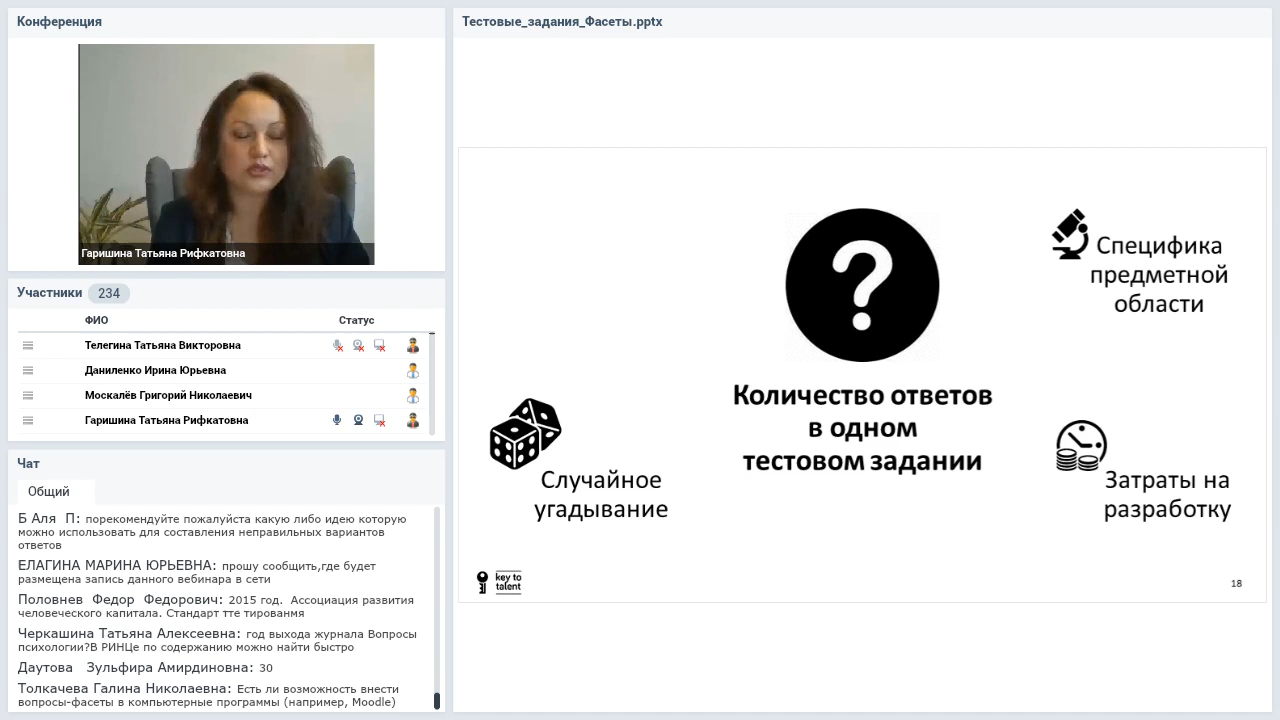 Конференция
Гаришина Татьяна Рифкатовна
Участники 234
ФИО Статус
Телегина Татьяна Викторовна
Даниленко Ирина Юрьевна
Москалёв Григорий Николаевич
Гаришина Татьяна Рифкатовна
Чат
Общий
Б Аля П: порекомендуйте пожалуйста какую либо идею которую
можно использовать для составления неправильных вариантов
ответов
ЕЛАГИНА МАРИНА ЮРЬЕВНА: прошу сообщить,где будет
размещена запись данного вебинара в сети
Половнев Федор Федорович: 2015 год. Ассоциация развития
человеческого капитала. Стандарт тте тированмя
Черкашина Татьяна Алексеевна: год выхода журнала Вопросы
психологии?В РИНЦе по содержанию можно найти быстро
Даутова Зульфира Амирдиновна: 30
Толкачева Галина Николаевна: Есть ли возможность внести
вопросы-фасеты в компьютерные программы (например, Moodle)
Тестовые_задания_Фасеты.pptx
Специфика
предметной
области
Количество ответов
в одном
тестовом задании
Случайное
угадывание
Затраты на
разработку
key to
talent
18